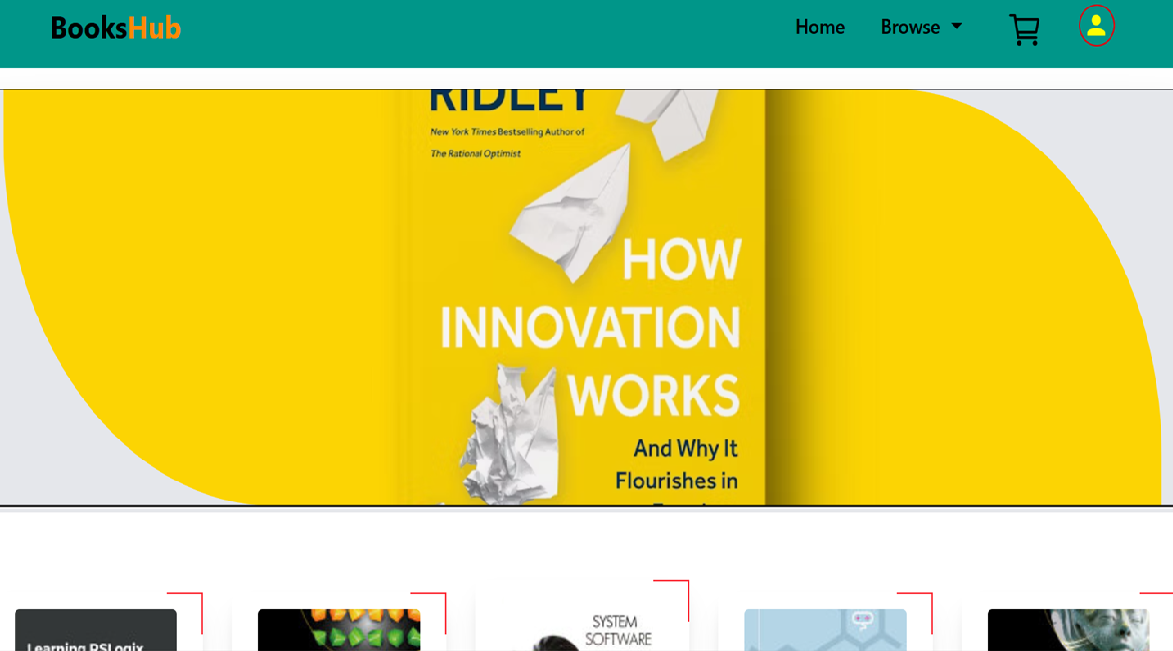 BooksHub
Home Browse
RIDLEY
New York Times Bestselling Author of
The Rational Optimist
HOW
INNOVATION
WORKS
And Why It
Flourishes in
Learning RSLogix
SYSTEM
SOFTWARE